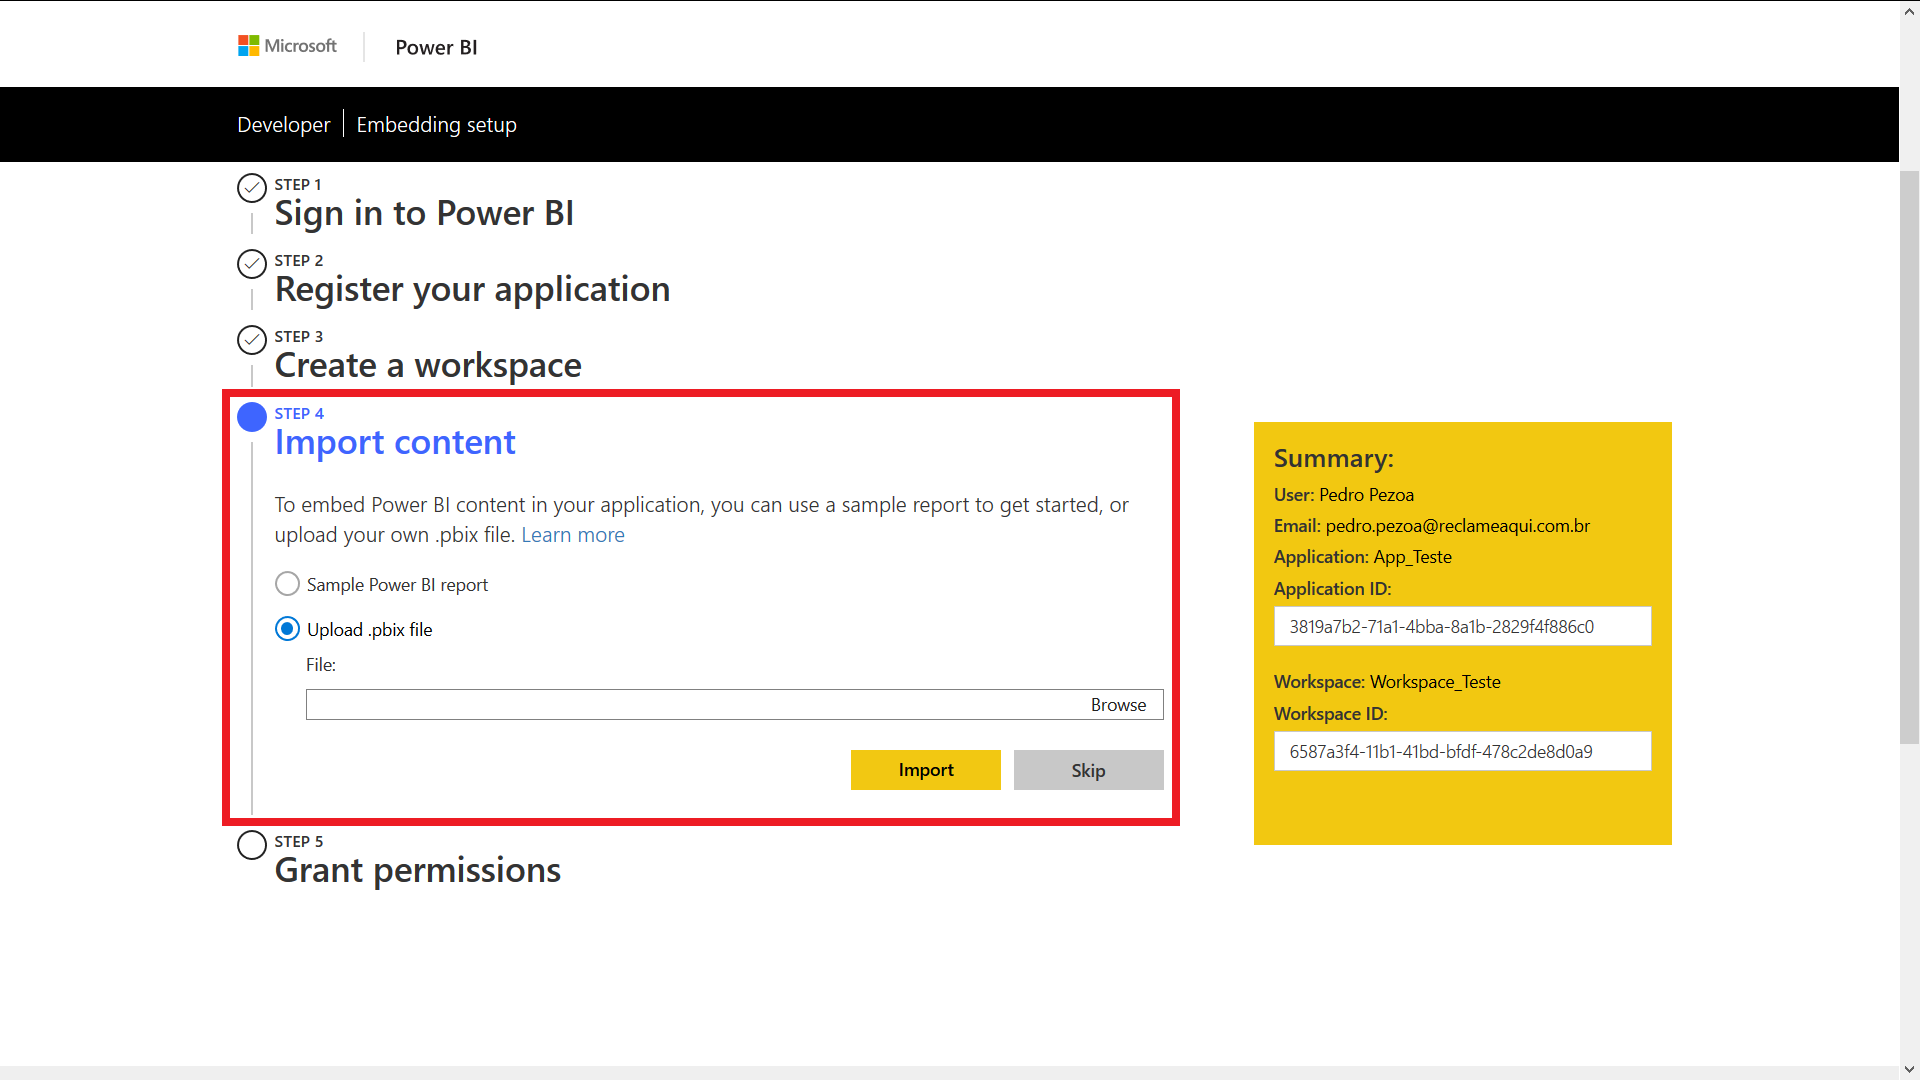 Microsoft
Power BI
Developer
Embedding setup
STEP 1
Sign in to Power BI
STEP 2
Register your application
STEP 3
Create a workspace
STEP 4
Import content
To embed Power BI content in your application, you can use a sample report to get started, or
upload your own .pbix file. Learn more
Sample Power BI report
Upload .pbix file
File:
Browse
Import
Skip
STEP 5
Grant permissions
Summary:
User: Pedro Pezoa
Email: pedro.pezoa@reclameaqui.com.br
Application: App_Teste
Application ID:
3819a7b2-71a1-4bba-8a1b-2829f4f886c0
Workspace: Workspace_Teste
Workspace ID:
6587a3f4-11b1-41bd-bfdf-478c2de8d0a9